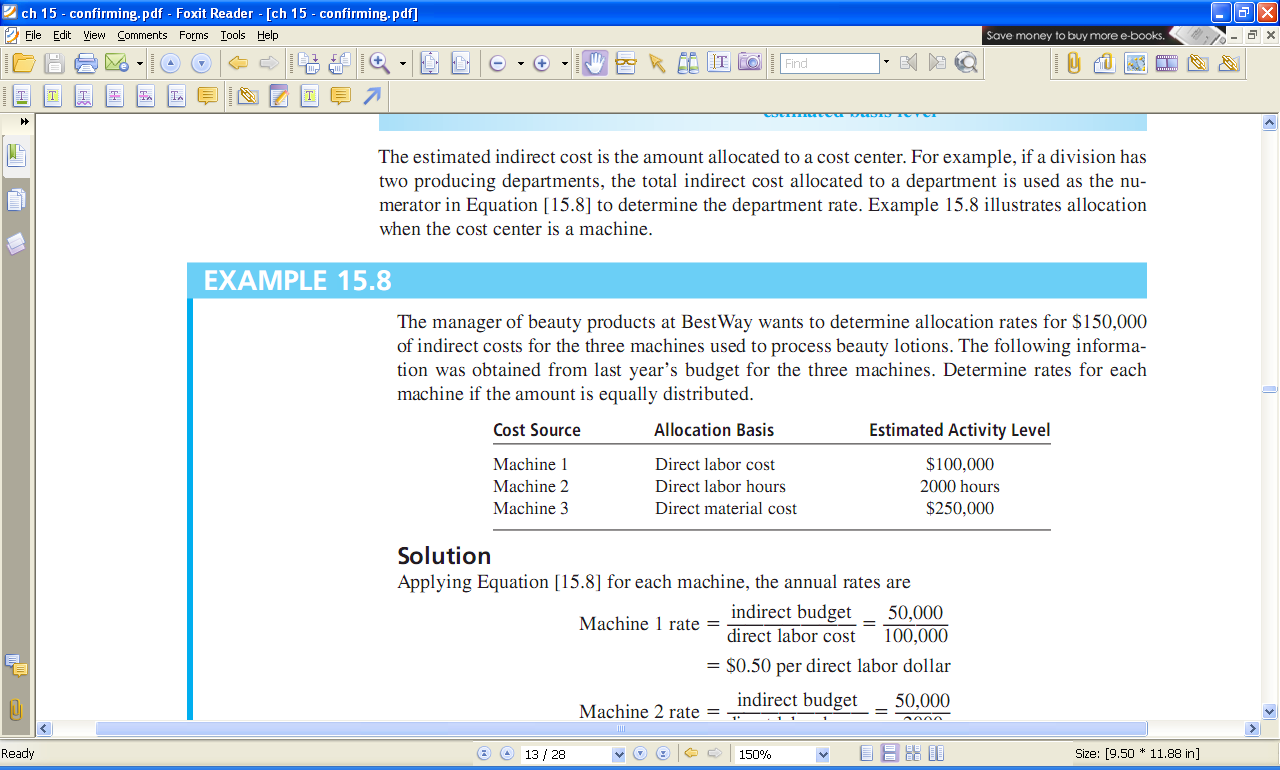 ch 15 - confirming.pdf - Foxit Reader - [ch 15 - confirming.pdf]
File Edit View Comments Forms Tools Help
Save money to buy more e-books.
Find
estimated basis level
The estimated indirect cost is the amount allocated to a cost center. For example, if a division has
two producing departments, the total indirect cost allocated to a department is used as the nu-
merator in Equation [15.8] to determine the department rate. Example 15.8 illustrates allocation
when the cost center is a machine.
EXAMPLE 15.8
The manager of beauty products at BestWay wants to determine allocation rates for $150,000
of indirect costs for the three machines used to process beauty lotions. The following informa-
tion was obtained from last year's budget for the three machines. Determine rates for each
machine if the amount is equally distributed.
Cost Source Allocation Basis Estimated Activity Level
Machine 1 Direct labor cost $100,000
Machine 2 Direct labor hours 2000 hours
Machine 3 Direct material cost $250,000
Solution
Applying Equation [15.8] for each machine, the annual rates are
Machine 1 rate = indirect budget / direct labor cost = 50,000 / 100,000
= $0.50 per direct labor dollar
Machine 2 rate = indirect budget = 50,000
2000
Ready 13 / 28 150% Size: [9.50 * 11.88 in]